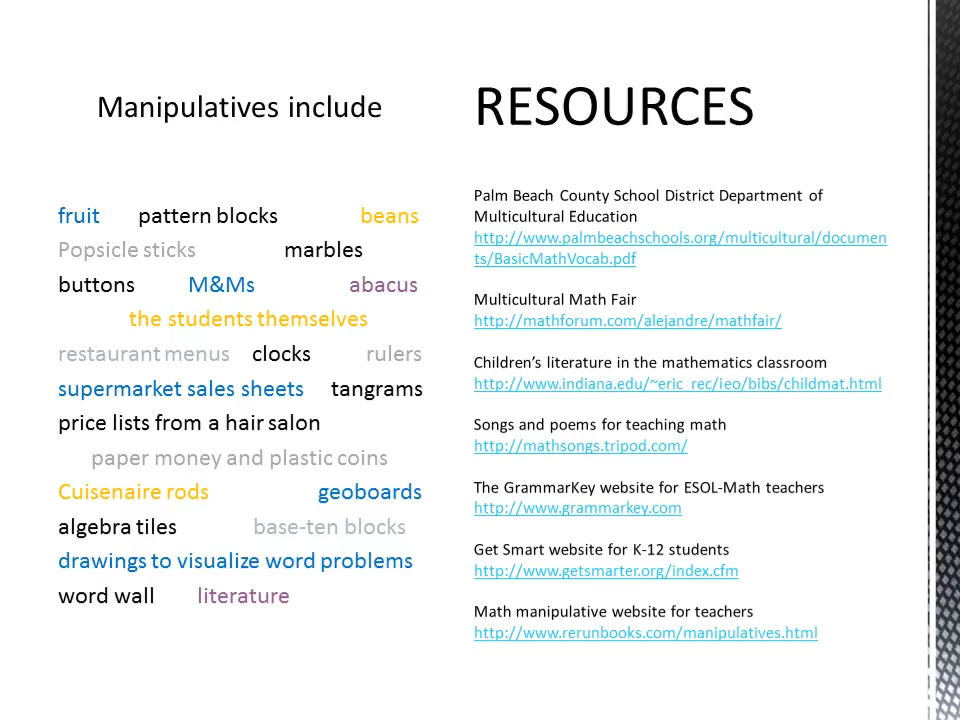 Manipulatives include
fruit pattern blocks beans
Popsicle sticks marbles
buttons M&Ms abacus
the students themselves
restaurant menus clocks rulers
supermarket sales sheets tangrams
price lists from a hair salon
paper money and plastic coins
Cuisenaire rods geoboards
algebra tiles base-ten blocks
drawings to visualize word problems
word wall literature
RESOURCES
Palm Beach County School District Department of
Multicultural Education
http://www.palmbeachschools.org/multicultural/documen
ts/BasicMathVocab.pdf
Multicultural Math Fair
http://mathforum.com/alejandre/mathfair/
Children’s literature in the mathematics classroom
http://www.indiana.edu/~eric_rec/ieo/bibs/childmat.html
Songs and poems for teaching math
http://mathsongs.tripod.com/
The GrammarKey website for ESOL-Math teachers
http://www.grammarkey.com
Get Smart website for K-12 students
http://www.getsmarter.org/index.cfm
Math manipulative website for teachers
http://www.rerunbooks.com/manipulatives.html